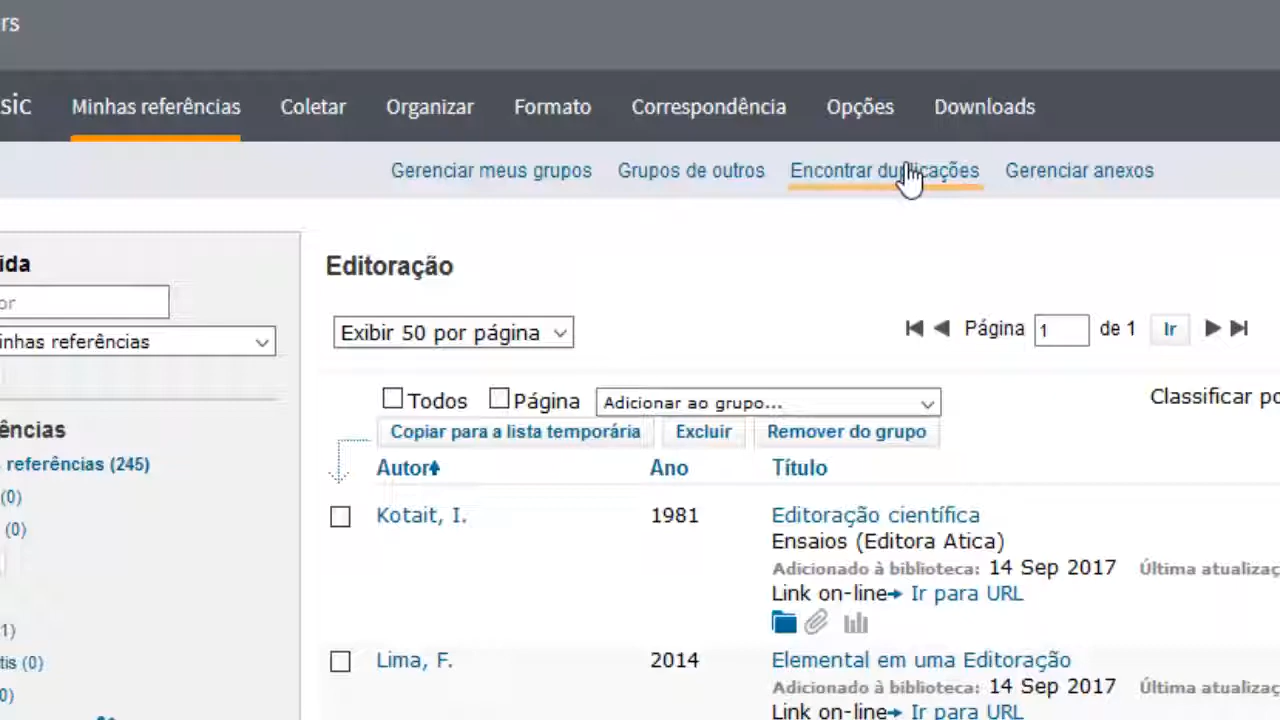 rs
sic Minhas referências Coletar Organizar Formato Correspondência Opções Downloads
Gerenciar meus grupos Grupos de outros Encontrar duplicações Gerenciar anexos
ida
or
inhas referências
Editoração
Exibir 50 por página
Página 1 de 1 Ir
Todos Página Adicionar ao grupo...
Classificar po
Copiar para a lista temporária Excluir Remover do grupo
ências
referências (245)
(0)
(0)
1)
tis (0)
0)
Autor Ano Título
Kotait, I. 1981 Editoração científica
Ensaios (Editora Atica)
Adicionado à biblioteca: 14 Sep 2017 Última atualizaç
Link on-line Ir para URL
Lima, F. 2014 Elemental em uma Editoração
Adicionado à biblioteca: 14 Sep 2017 Última atualizaç
Link on-line Ir para URL